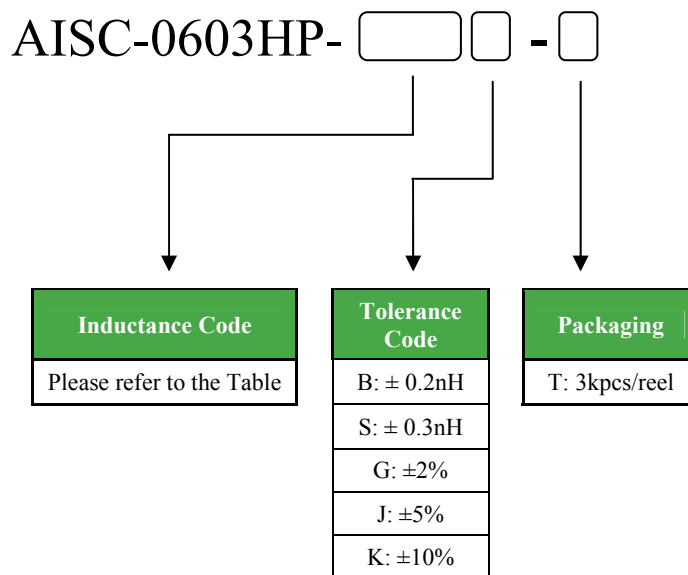 AISC-0603HP- -
Inductance Code
Please refer to the Table
Tolerance
Code
B: ± 0.2nH
S: ± 0.3nH
G: ±2%
J: ±5%
K: ±10%
Packaging
T: 3kpcs/reel